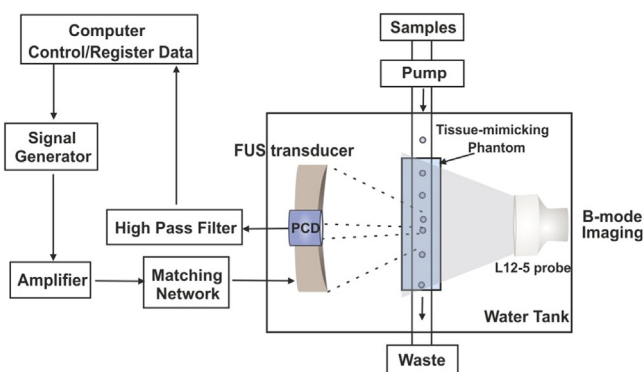 Computer
Control/Register Data
Signal
Generator
Amplifier
Matching
Network
High Pass Filter
FUS transducer
PCD
Samples
Pump
Tissue-mimicking
Phantom
B-mode
Imaging
L12-5 probe
Water Tank
Waste